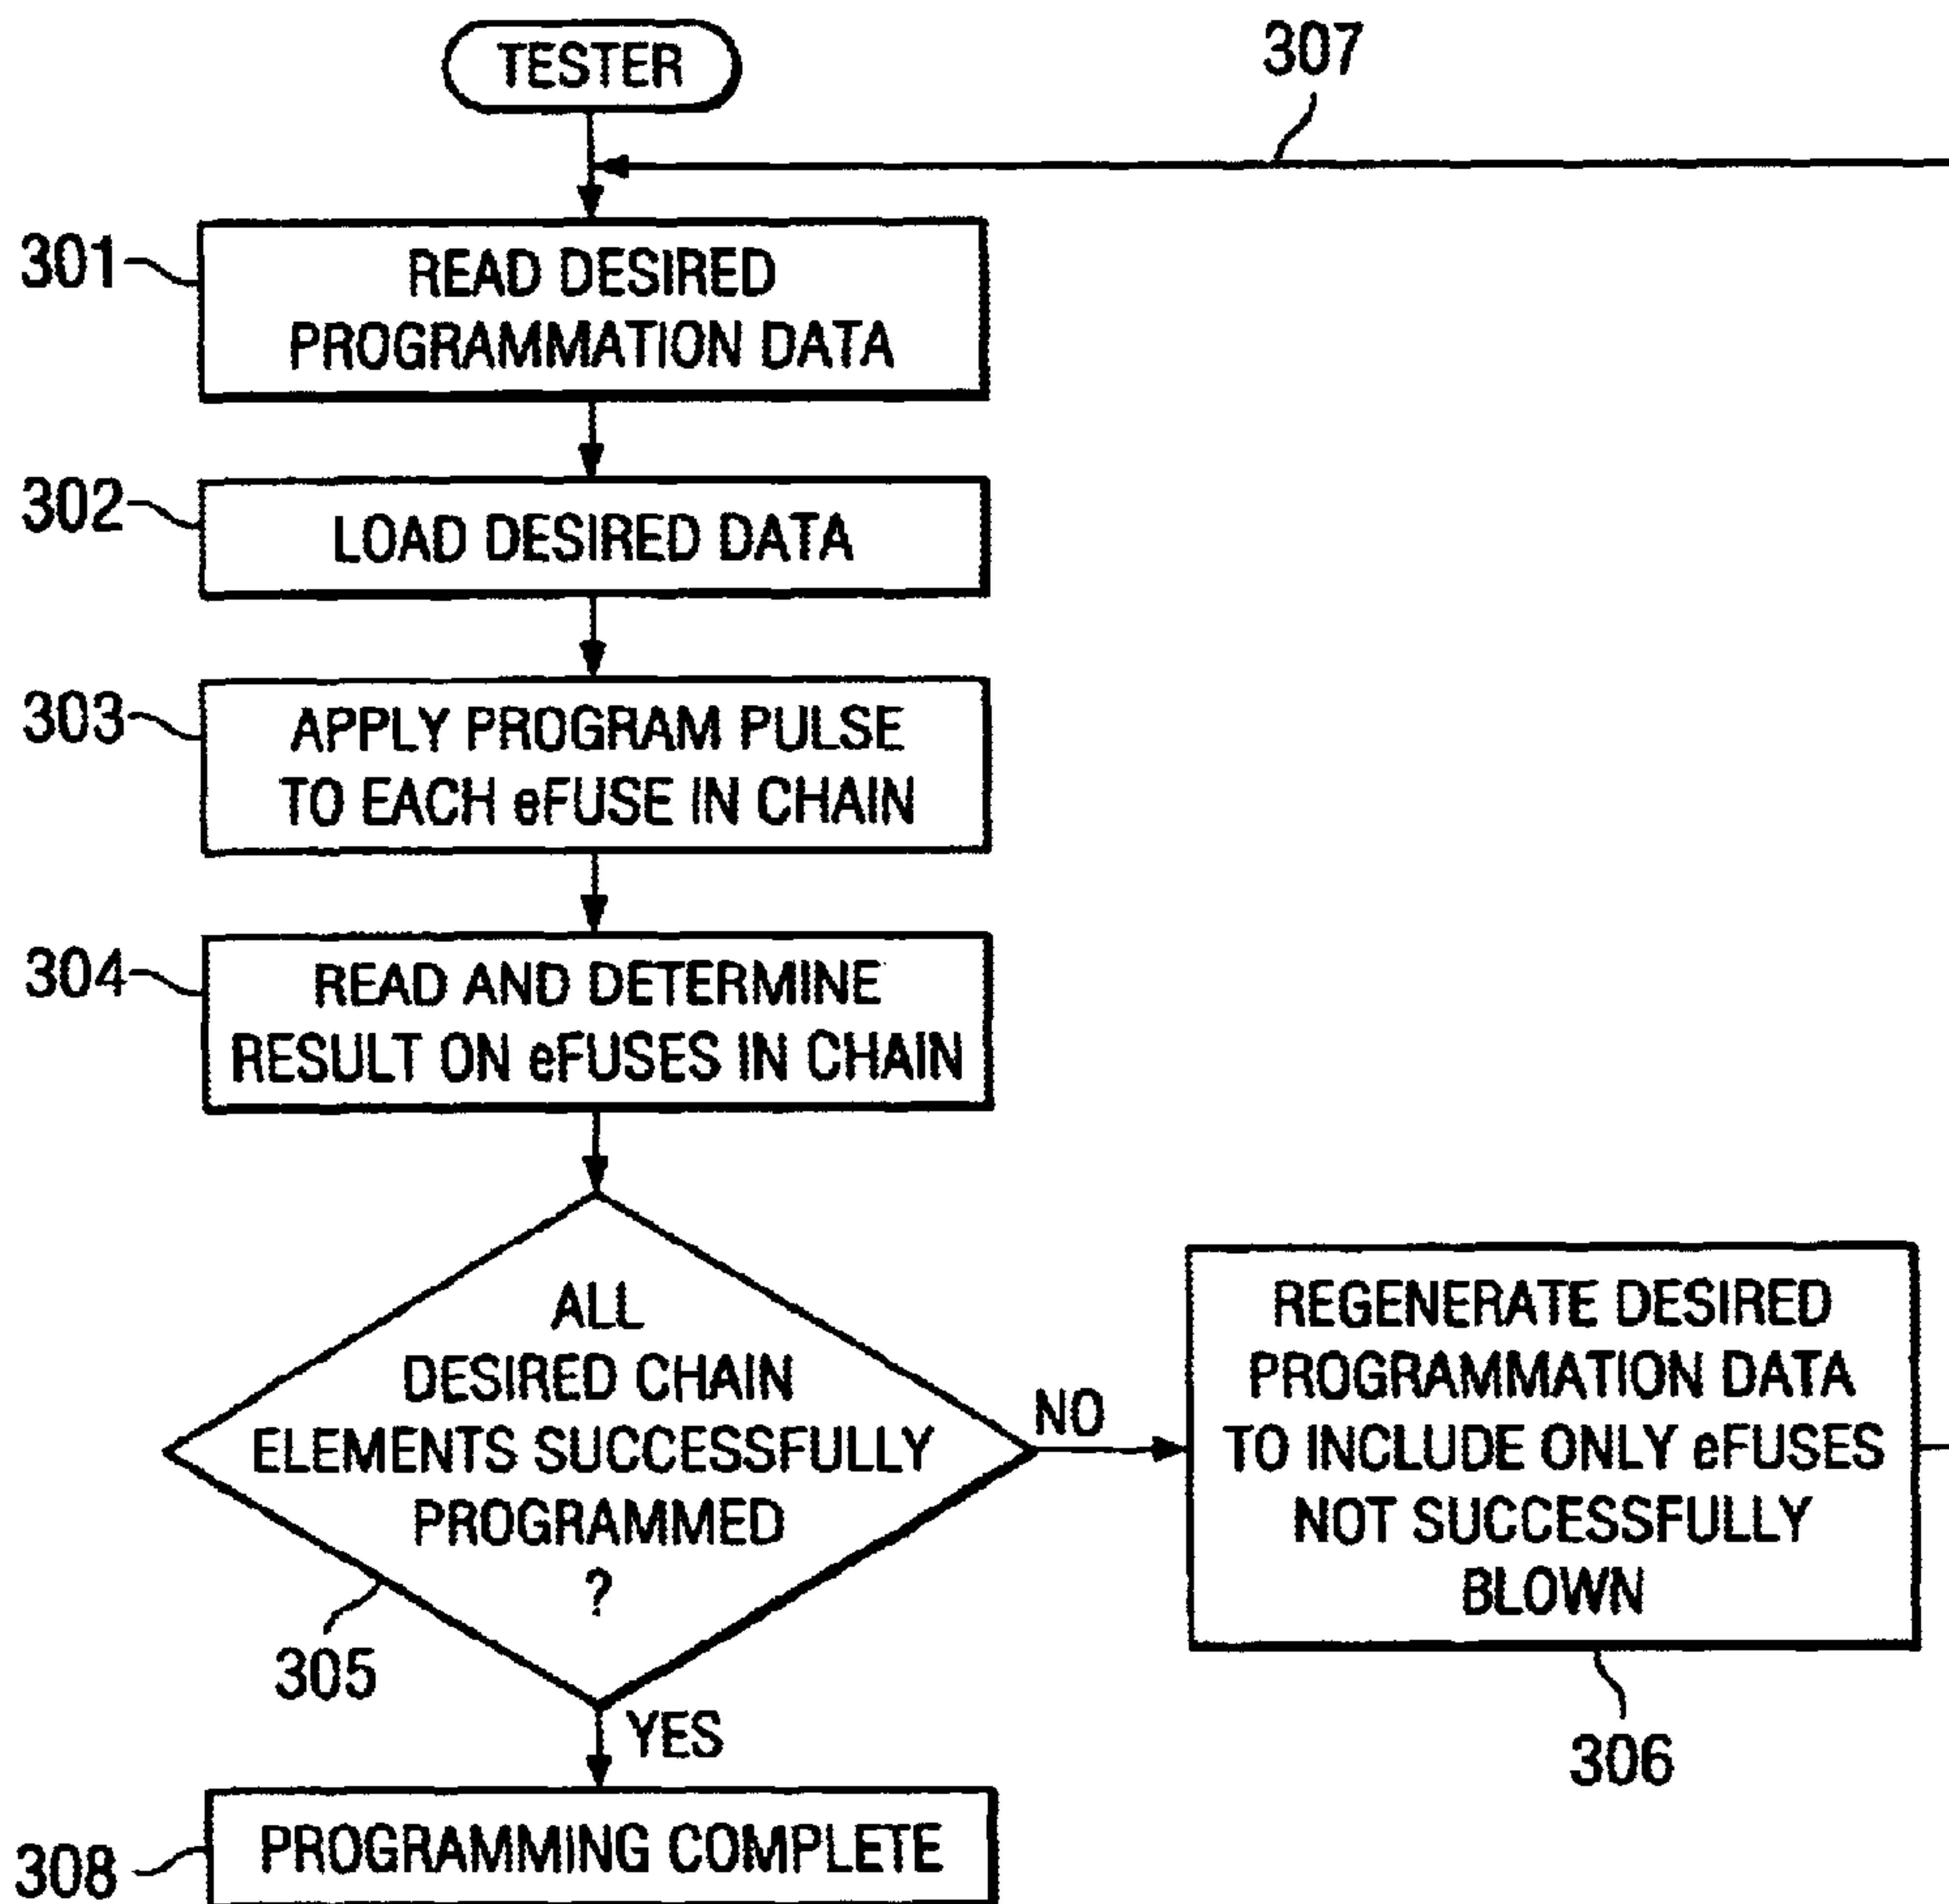 TESTER
307
301
READ DESIRED
PROGRAMMATION DATA
302
LOAD DESIRED DATA
303
APPLY PROGRAM PULSE
TO EACH eFUSE IN CHAIN
304
READ AND DETERMINE
RESULT ON eFUSES IN CHAIN
ALL
DESIRED CHAIN
ELEMENTS SUCCESSFULLY
PROGRAMMED
?
305
NO
REGENERATE DESIRED
PROGRAMMATION DATA
TO INCLUDE ONLY eFUSES
NOT SUCCESSFULLY
BLOWN
306
YES
308
PROGRAMMING COMPLETE